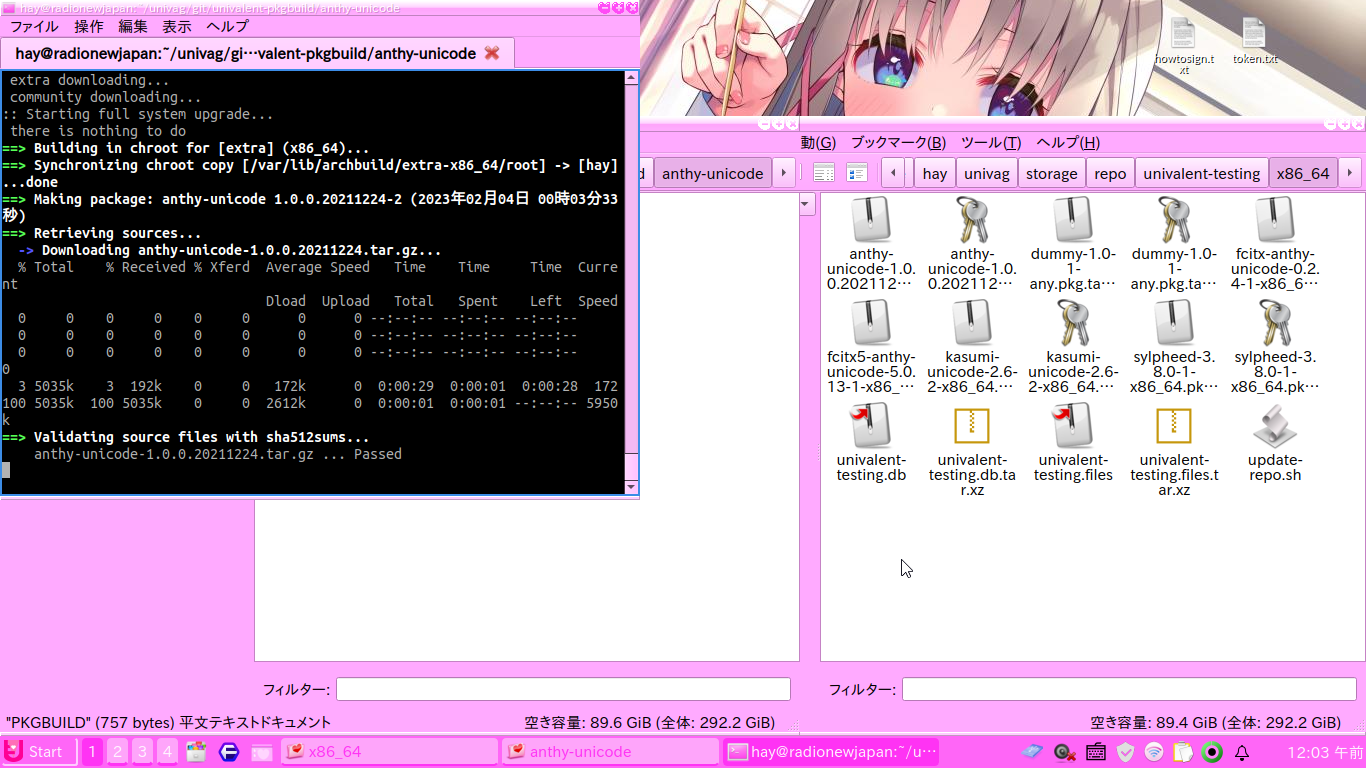 hay@radionewjapan:~/univag/git/univalent-pkgbuild/anthy-unicode
ファイル 操作 編集 表示 ヘルプ
hay@radionewjapan:~/univag/gi…valent-pkgbuild/anthy-unicode
extra downloading...
community downloading...
:: Starting full system upgrade...
there is nothing to do
==> Building in chroot for [extra] (x86_64)...
==> Synchronizing chroot copy [/var/lib/archbuild/extra-x86_64/root] -> [hay]
...done
==> Making package: anthy-unicode 1.0.0.20211224-2 (2023年02月04日 00時03分33
秒)
==> Retrieving sources...
-> Downloading anthy-unicode-1.0.0.20211224.tar.gz...
% Total % Received % Xferd Average Speed Time Time Time Curre
nt
Dload Upload Total Spent Left Speed
0 0 0 0 0 0 0 0 --:--:-- --:--:-- --:--:--
0 0 0 0 0 0 0 0 --:--:-- --:--:-- --:--:--
0 0 0 0 0 0 0 0 --:--:-- --:--:-- --:--:--
0
3 5035k 3 192k 0 0 172k 0 0:00:29 0:00:01 0:00:28 172
100 5035k 100 5035k 0 0 2612k 0 0:00:01 0:00:01 --:--:-- 5950
k
==> Validating source files with sha512sums...
anthy-unicode-1.0.0.20211224.tar.gz ... Passed
howtosign.t
xt
token.txt
動(G) ブックマーク(B) ツール(T) ヘルプ(H)
d anthy-unicode
hay univag storage repo univalent-testing x86_64
anthy-
unicode-1.0.
0.202112…
anthy-
unicode-1.0.
0.202112…
dummy-1.0-
1-
any.pkg.ta…
dummy-1.0-
1-
any.pkg.ta…
fcitx-anthy-
unicode-0.2.
4-1-x86_6…
fcitx5-anthy-
unicode-5.0.
13-1-x86_…
kasumi-
unicode-2.6-
2-x86_64.…
kasumi-
unicode-2.6-
2-x86_64.…
sylpheed-3.
8.0-1-
x86_64.pk…
sylpheed-3.
8.0-1-
x86_64.pk…
univalent-
testing.db
univalent-
testing.db.ta
r.xz
univalent-
testing.files
univalent-
testing.files.t
ar.xz
update-
repo.sh
フィルター:
フィルター:
"PKGBUILD" (757 bytes) 平文テキストドキュメント 空き容量: 89.6 GiB (全体: 292.2 GiB)
空き容量: 89.4 GiB (全体: 292.2 GiB)
Start 1 2 3 4 x86_64 anthy-unicode hay@radionewjapan:~/u… 12:03 午前